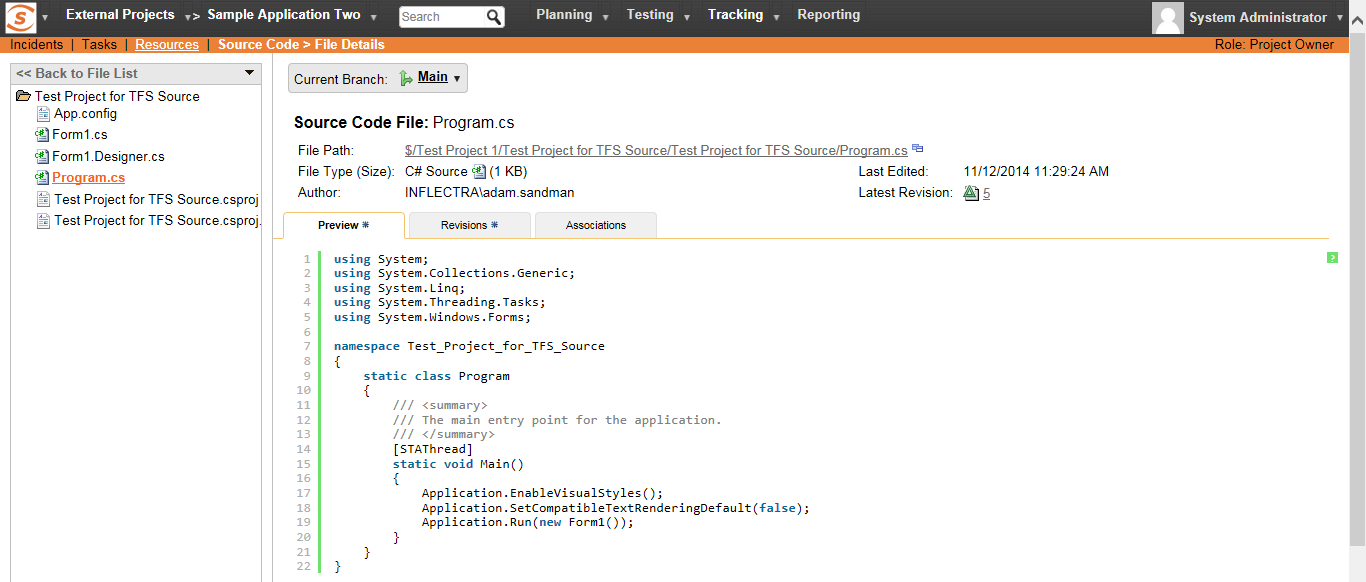 S External Projects > Sample Application Two Search Planning Testing Tracking Reporting System Administrator
Incidents | Tasks | Resources | Source Code > File Details Role: Project Owner
<< Back to File List
Test Project for TFS Source
App.config
Form1.cs
Form1.Designer.cs
Program.cs
Test Project for TFS Source.csproj
Test Project for TFS Source.csproj.
Current Branch: Main
Source Code File: Program.cs
File Path: $/Test Project 1/Test Project for TFS Source/Test Project for TFS Source/Program.cs
File Type (Size): C# Source (1 KB) Last Edited: 11/12/2014 11:29:24 AM
Author: INFLECTRA\adam.sandman Latest Revision: 5
Preview * Revisions * Associations
?
1 using System;
2 using System.Collections.Generic;
3 using System.Linq;
4 using System.Threading.Tasks;
5 using System.Windows.Forms;
6
7 namespace Test_Project_for_TFS_Source
8 {
9     static class Program
10     {
11         /// <summary>
12         /// The main entry point for the application.
13         /// </summary>
14         [STAThread]
15         static void Main()
16         {
17             Application.EnableVisualStyles();
18             Application.SetCompatibleTextRenderingDefault(false);
19             Application.Run(new Form1());
20         }
21     }
22 }